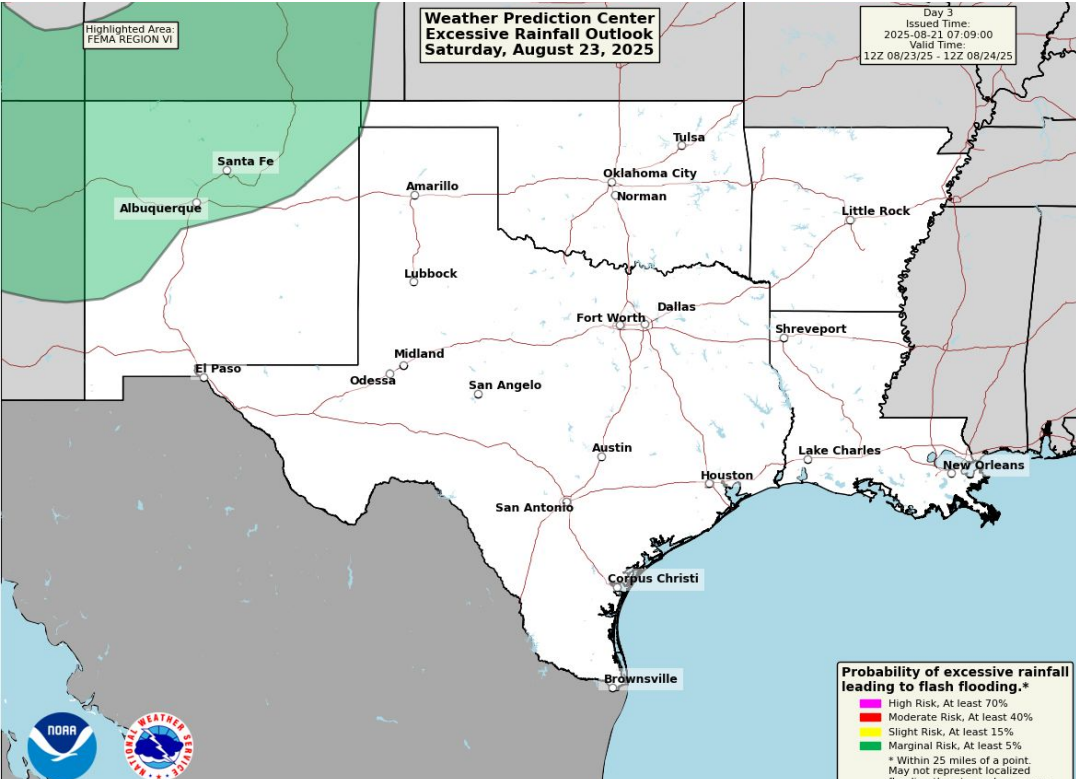 Highlighted Area:
FEMA REGION VI
Weather Prediction Center
Excessive Rainfall Outlook
Saturday, August 23, 2025
Day 3
Issued Time:
2025-08-21 07:09:00
Valid Time:
12Z 08/23/25 - 12Z 08/24/25
Tulsa
Santa Fe
Oklahoma City
Amarillo
Norman
Albuquerque
Little Rock
Lubbock
Dallas
Fort Worth
Shreveport
Midland
El Paso
Odessa
San Angelo
Austin
Lake Charles
New Orleans
Houston
San Antonio
Corpus Christi
Brownsville
Probability of excessive rainfall
leading to flash flooding.*
High Risk, At least 70%
Moderate Risk, At least 40%
Slight Risk, At least 15%
Marginal Risk, At least 5%
* Within 25 miles of a point.
May not represent localized
NOAA
NATIONAL WEATHER SERVICE